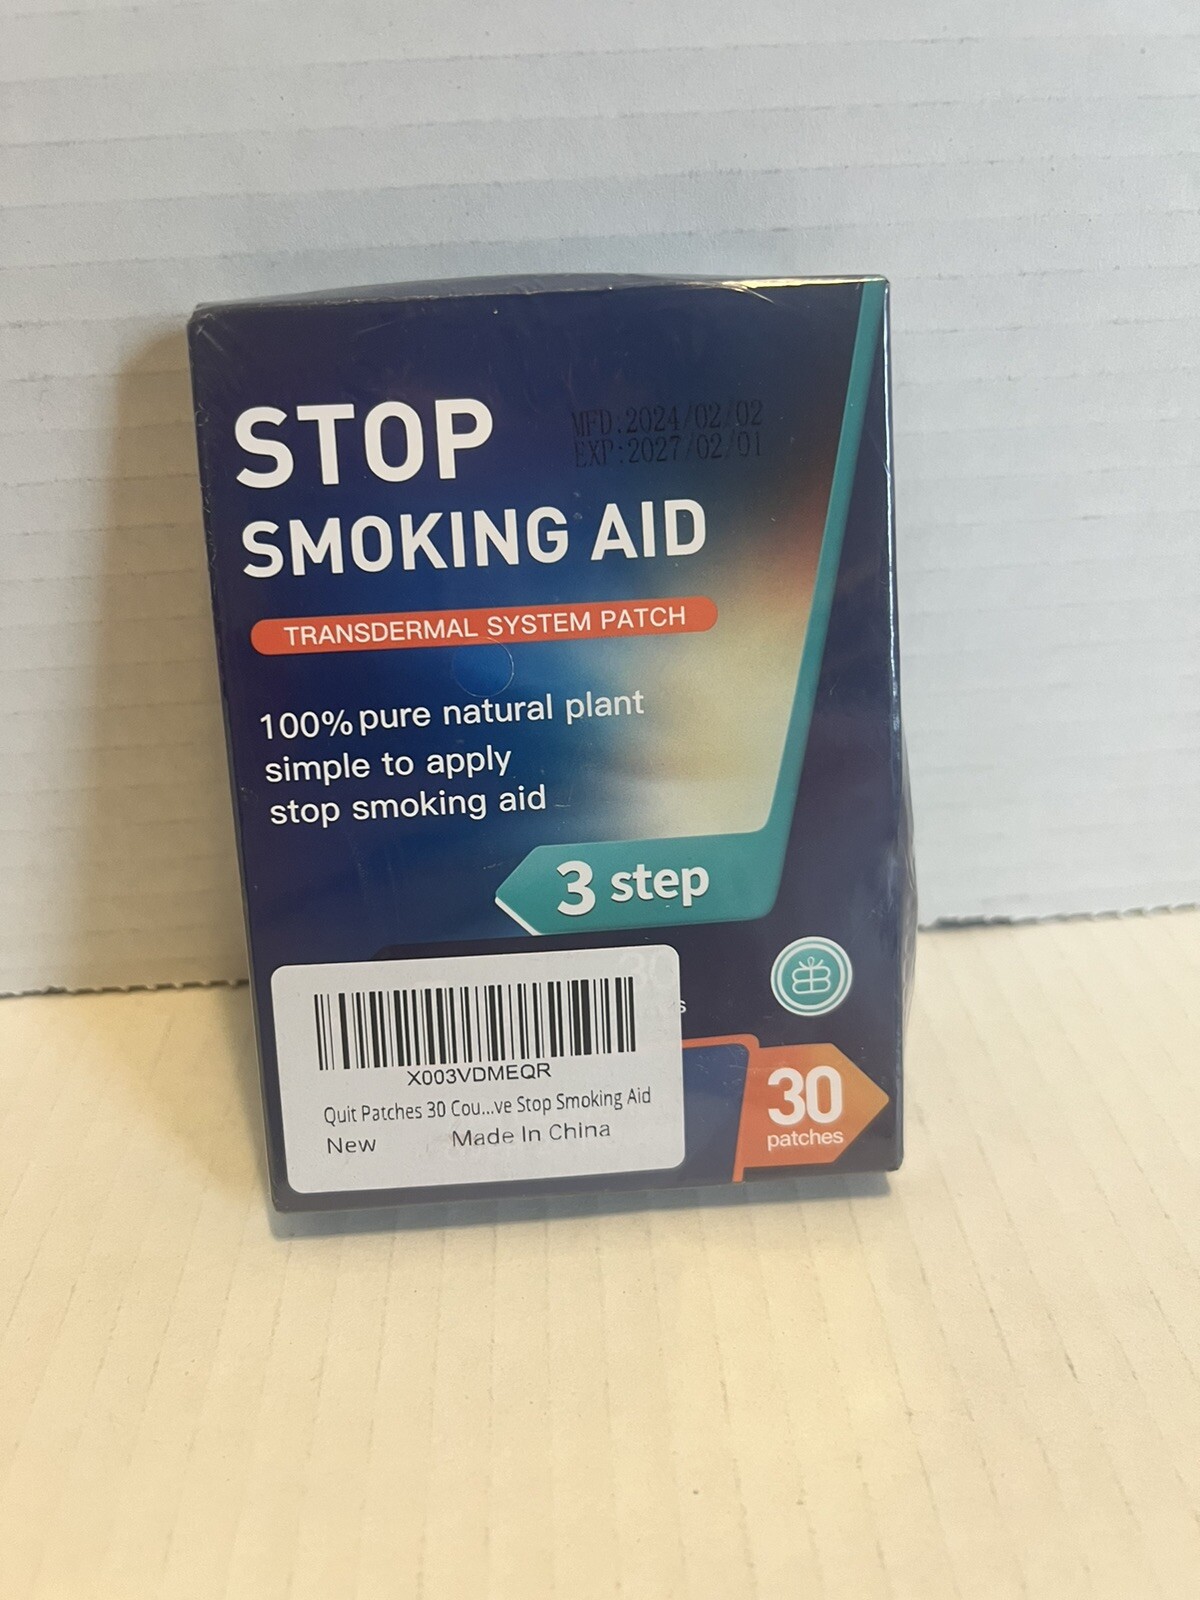 STOP
MFD:2024/02/02
EXP:2027/02/01
SMOKING AID
TRANSDERMAL SYSTEM PATCH
100% pure natural plant
simple to apply
stop smoking aid
3 step
30
s
X003VDMEQR
Quit Patches 30 Cou...ve Stop Smoking Aid
New Made In China
30
patches